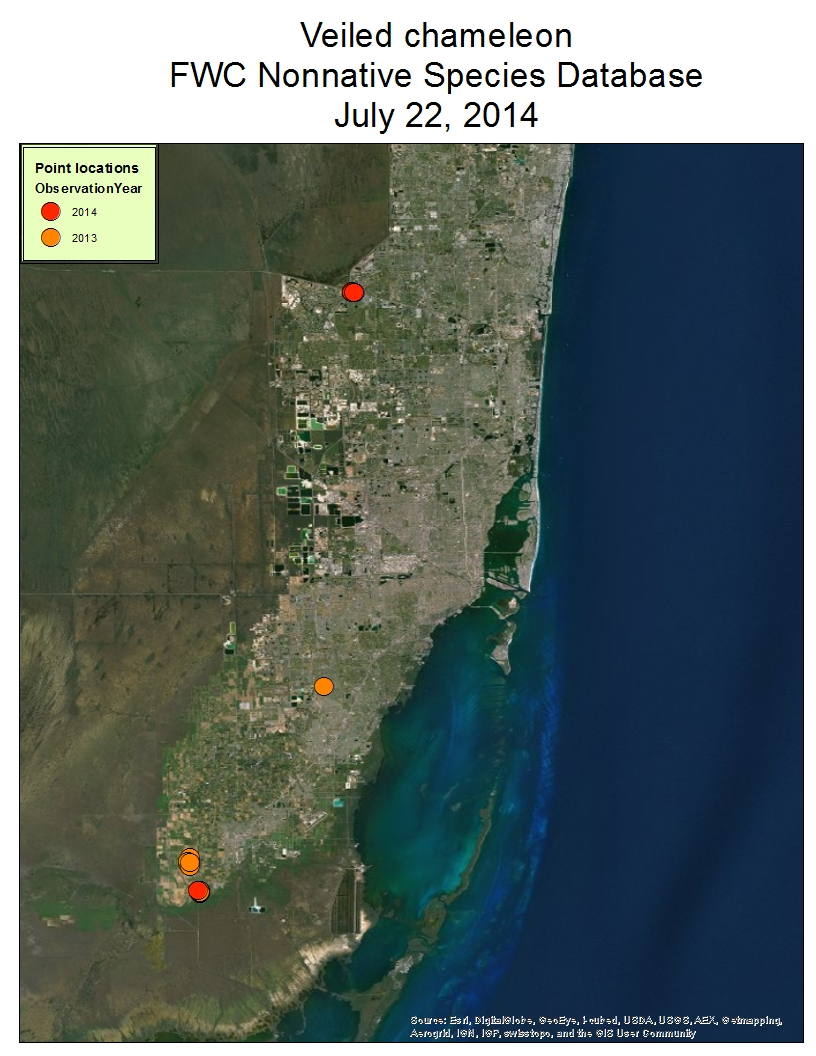 Veiled chameleon
FWC Nonnative Species Database
July 22, 2014
Point locations
ObservationYear
2014
2013
Source: Esri, DigitalGlobe, GeoEye, i-cubed, USDA, USGS, AEX, Getmapping,
Aerogrid, IGN, IGP, swisstopo, and the GIS User Community